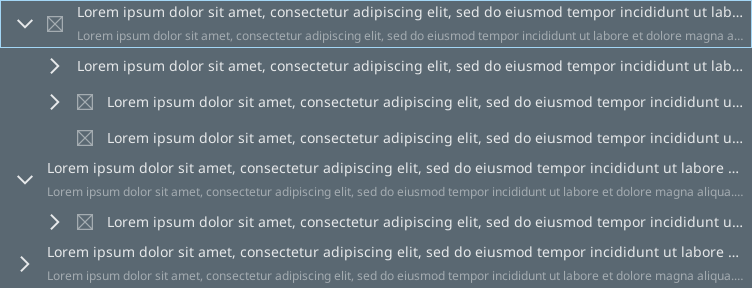 Lorem ipsum dolor sit amet, consectetur adipiscing elit, sed do eiusmod tempor incididunt ut lab...
Lorem ipsum dolor sit amet, consectetur adipiscing elit, sed do eiusmod tempor incididunt ut labore et dolore magna a...
Lorem ipsum dolor sit amet, consectetur adipiscing elit, sed do eiusmod tempor incididunt ut lab...
Lorem ipsum dolor sit amet, consectetur adipiscing elit, sed do eiusmod tempor incididunt u...
Lorem ipsum dolor sit amet, consectetur adipiscing elit, sed do eiusmod tempor incididunt u...
Lorem ipsum dolor sit amet, consectetur adipiscing elit, sed do eiusmod tempor incididunt ut labore ...
Lorem ipsum dolor sit amet, consectetur adipiscing elit, sed do eiusmod tempor incididunt ut labore et dolore magna aliqua....
Lorem ipsum dolor sit amet, consectetur adipiscing elit, sed do eiusmod tempor incididunt u...
Lorem ipsum dolor sit amet, consectetur adipiscing elit, sed do eiusmod tempor incididunt ut labore ...
Lorem ipsum dolor sit amet, consectetur adipiscing elit, sed do eiusmod tempor incididunt ut labore et dolore magna aliqua....